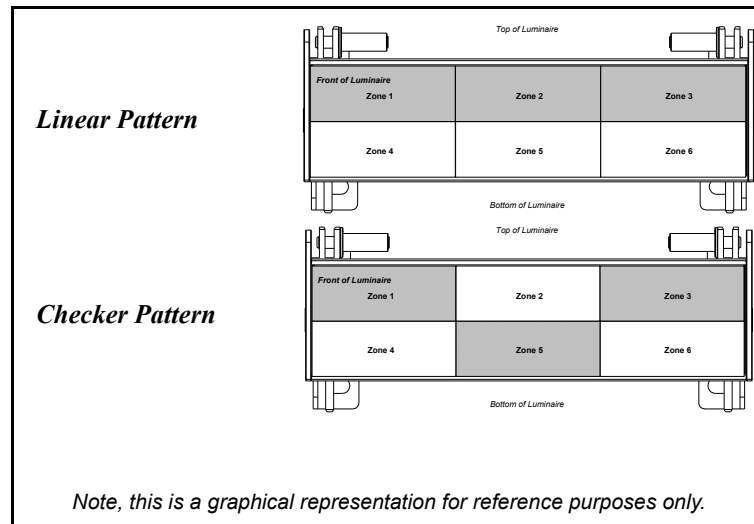 Top of Luminaire
Front of Luminaire
Zone 1 Zone 2 Zone 3
Linear Pattern
Zone 4 Zone 5 Zone 6
Bottom of Luminaire
Top of Luminaire
Front of Luminaire
Zone 1 Zone 2 Zone 3
Checker Pattern
Zone 4 Zone 5 Zone 6
Bottom of Luminaire
Note, this is a graphical representation for reference purposes only.